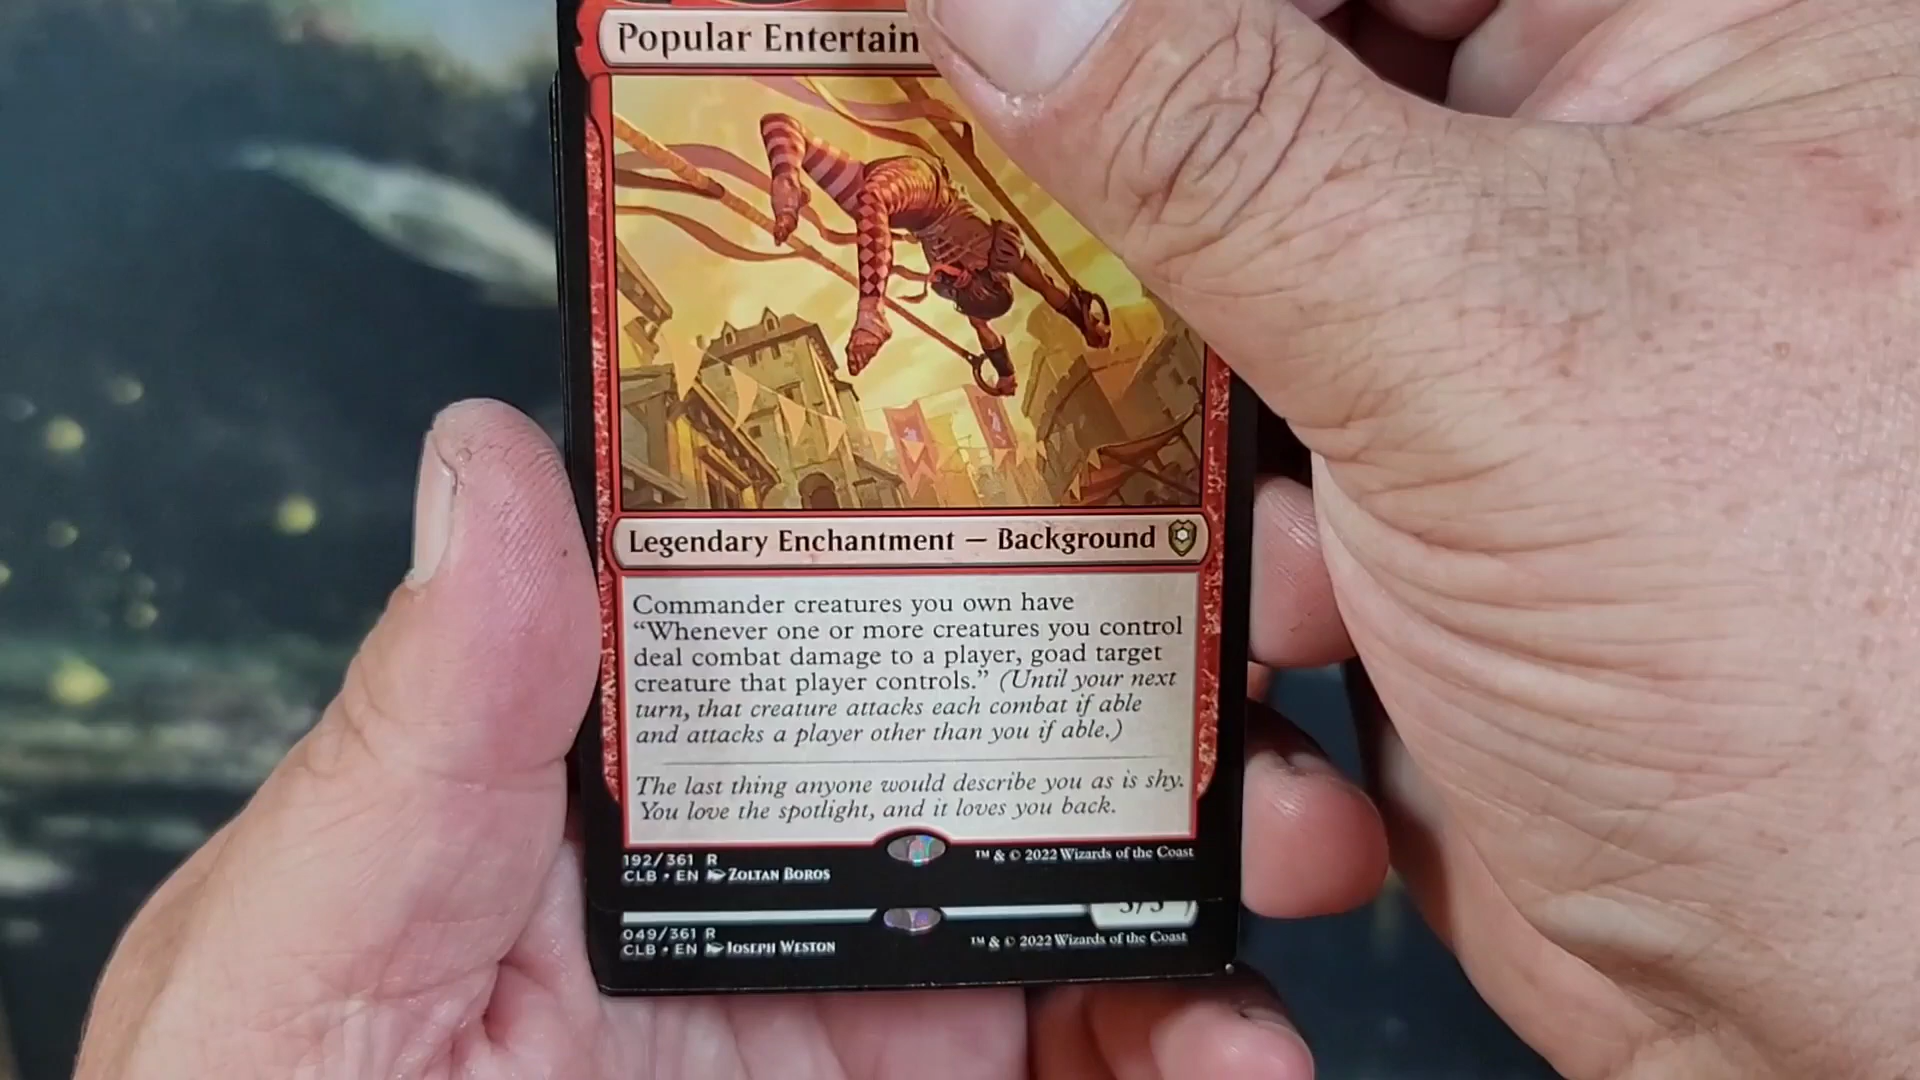 Popular Entertain
Legendary Enchantment — Background
Commander creatures you own have
“Whenever one or more creatures you control
deal combat damage to a player, goad target
creature that player controls.” (Until your next
turn, that creature attacks each combat if able
and attacks a player other than you if able.)
The last thing anyone would describe you as is shy.
You love the spotlight, and it loves you back.
192/361 R
CLB • EN ZOLTAN BOROS
™ & © 2022 Wizards of the Coast
049/361 R
CLB • EN JOSEPH WESTON
™ & © 2022 Wizards of the Coast